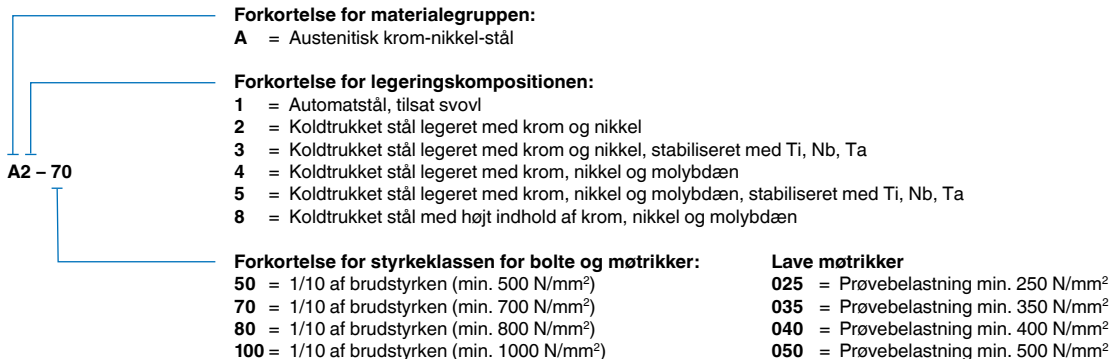 Forkortelse for materialegruppen:
A = Austenitisk krom-nikkel-stål
Forkortelse for legeringskompositionen:
1 = Automatstål, tilsat svovl
2 = Koldtrukket stål legeret med krom og nikkel
3 = Koldtrukket stål legeret med krom og nikkel, stabiliseret med Ti, Nb, Ta
4 = Koldtrukket stål legeret med krom, nikkel og molybdæn
5 = Koldtrukket stål legeret med krom, nikkel og molybdæn, stabiliseret med Ti, Nb, Ta
8 = Koldtrukket stål med højt indhold af krom, nikkel og molybdæn
A2 – 70
Forkortelse for styrkeklassen for bolte og møtrikker:
50 = 1/10 af brudstyrken (min. 500 N/mm²)
70 = 1/10 af brudstyrken (min. 700 N/mm²)
80 = 1/10 af brudstyrken (min. 800 N/mm²)
100 = 1/10 af brudstyrken (min. 1000 N/mm²)
Lave møtrikker
025 = Prøvebelastning min. 250 N/mm²
035 = Prøvebelastning min. 350 N/mm²
040 = Prøvebelastning min. 400 N/mm²
050 = Prøvebelastning min. 500 N/mm²